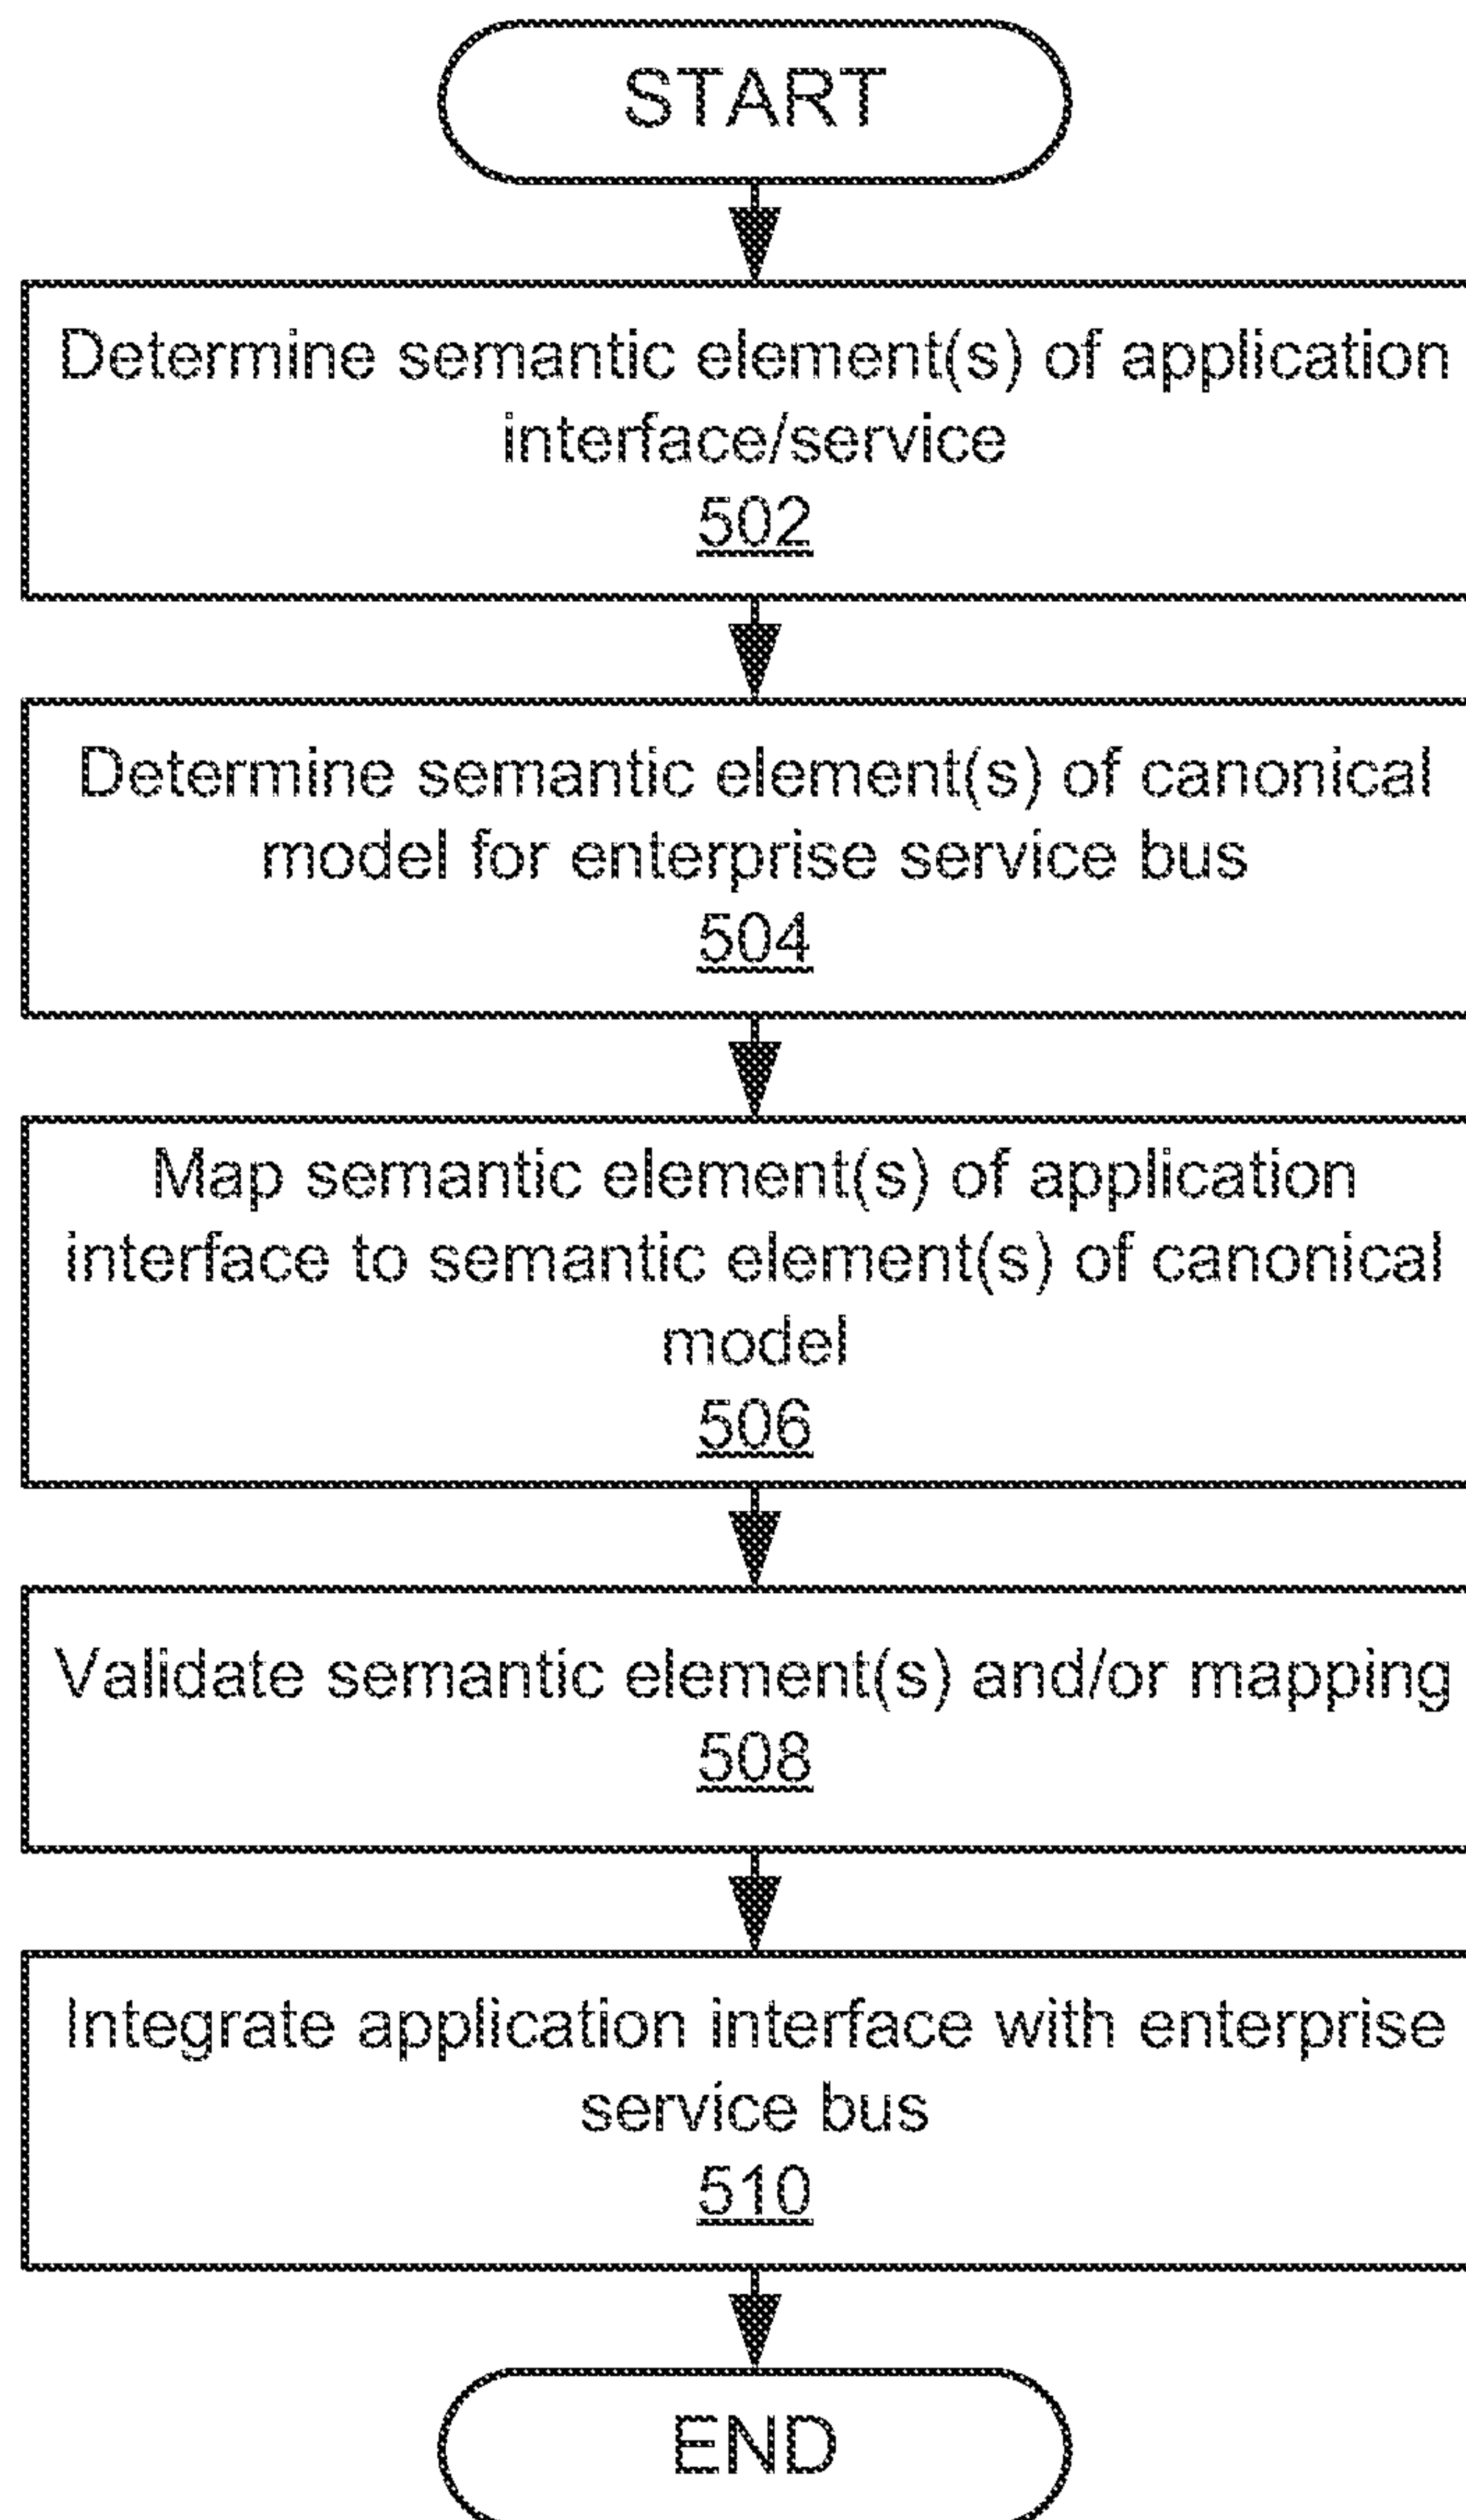 START
Determine semantic element(s) of application
interface/service
502
Determine semantic element(s) of canonical
model for enterprise service bus
504
Map semantic element(s) of application
interface to semantic element(s) of canonical
model
506
Validate semantic element(s) and/or mapping
508
Integrate application interface with enterprise
service bus
510
END